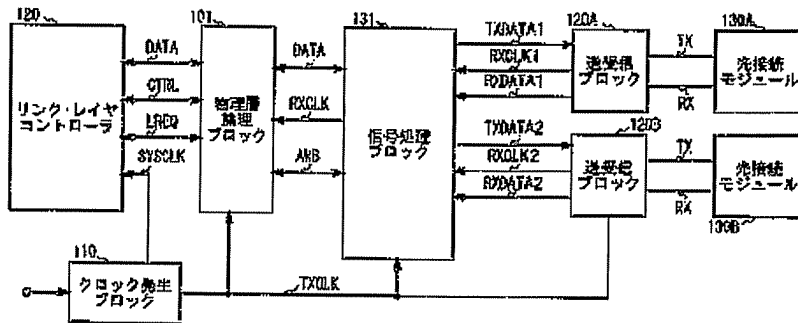 120
101
131
120A
130A
DATA
CTRL
LREQ
SYSCLK
リンク・レイヤ
コントローラ
物理層
論理
ブロック
DATA
RXCLK
ARB
信号処理
ブロック
TXDATA1
RXCLK1
RXDATA1
TXDATA2
RXCLK2
RXDATA2
送受信
ブロック
TX
RX
光接続
モジュール
120B
送受信
ブロック
TX
RX
光接続
モジュール
130B
110
クロック発生
ブロック
TXCLK